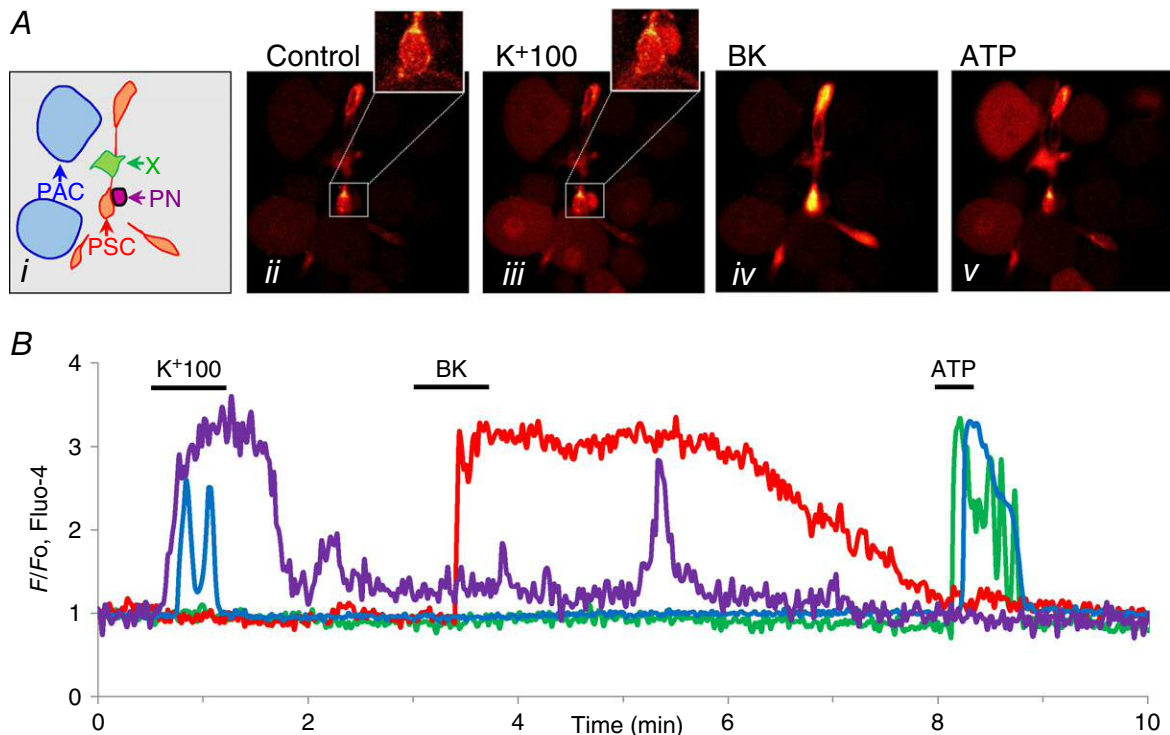 A
Control
K⁺100
BK
ATP
X
PAC
PN
PSC
i
ii
iii
iv
v
B
4
3
2
1
0
F/Fo, Fluo-4
K⁺100
BK
ATP
0
2
4
6
8
10
Time (min)